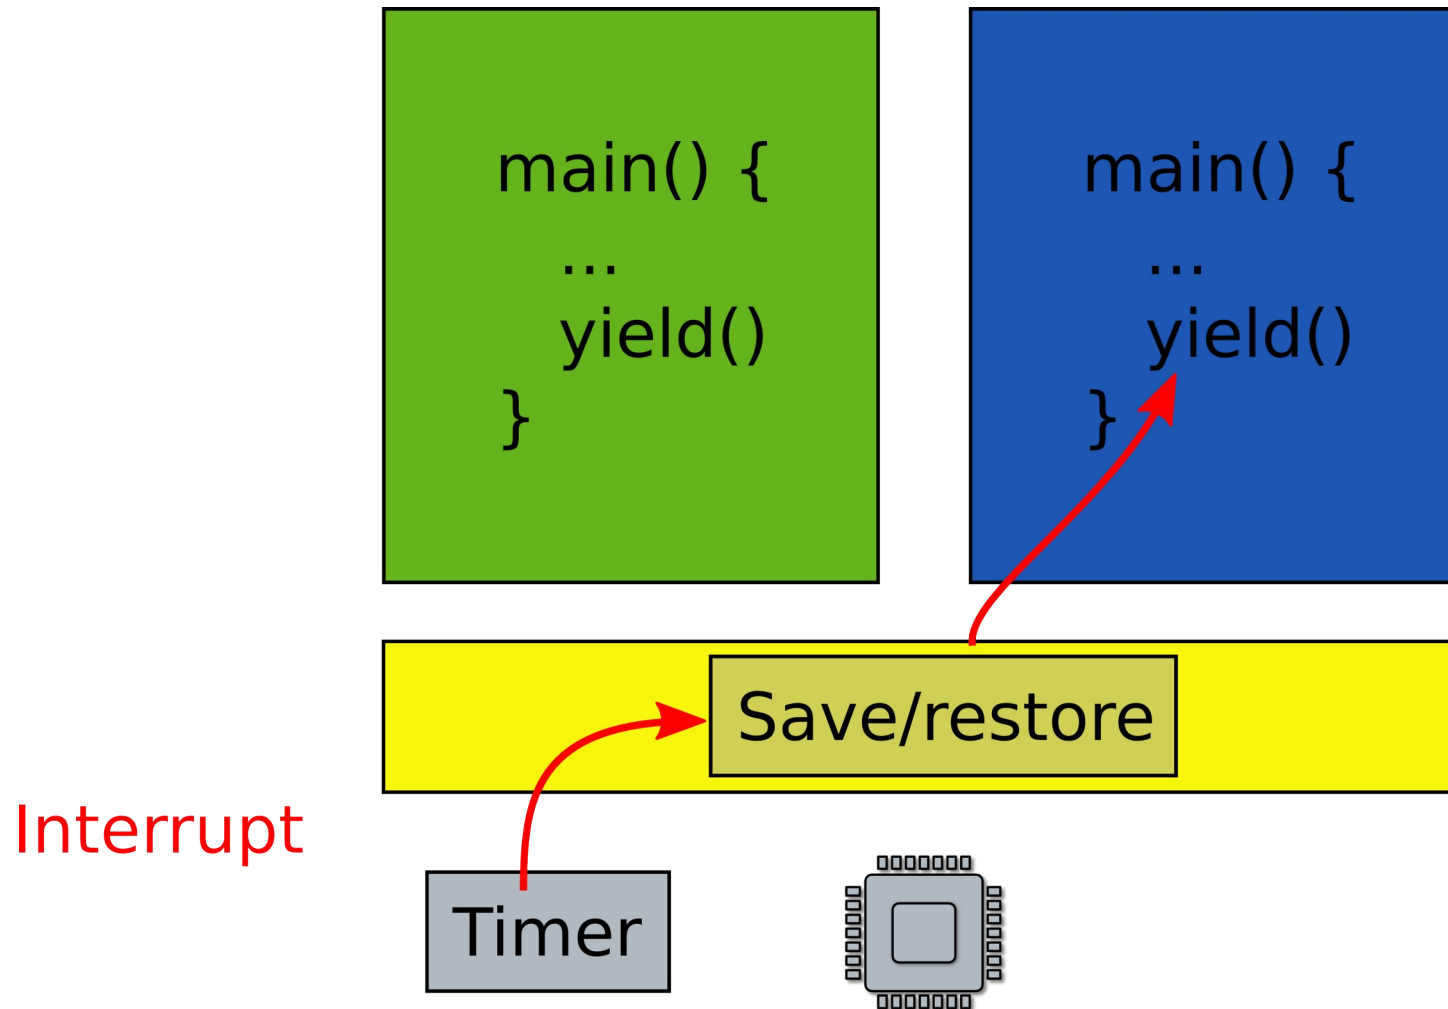 main() {
...
yield()
}
main() {
...
yield()
}
Save/restore
Interrupt
Timer